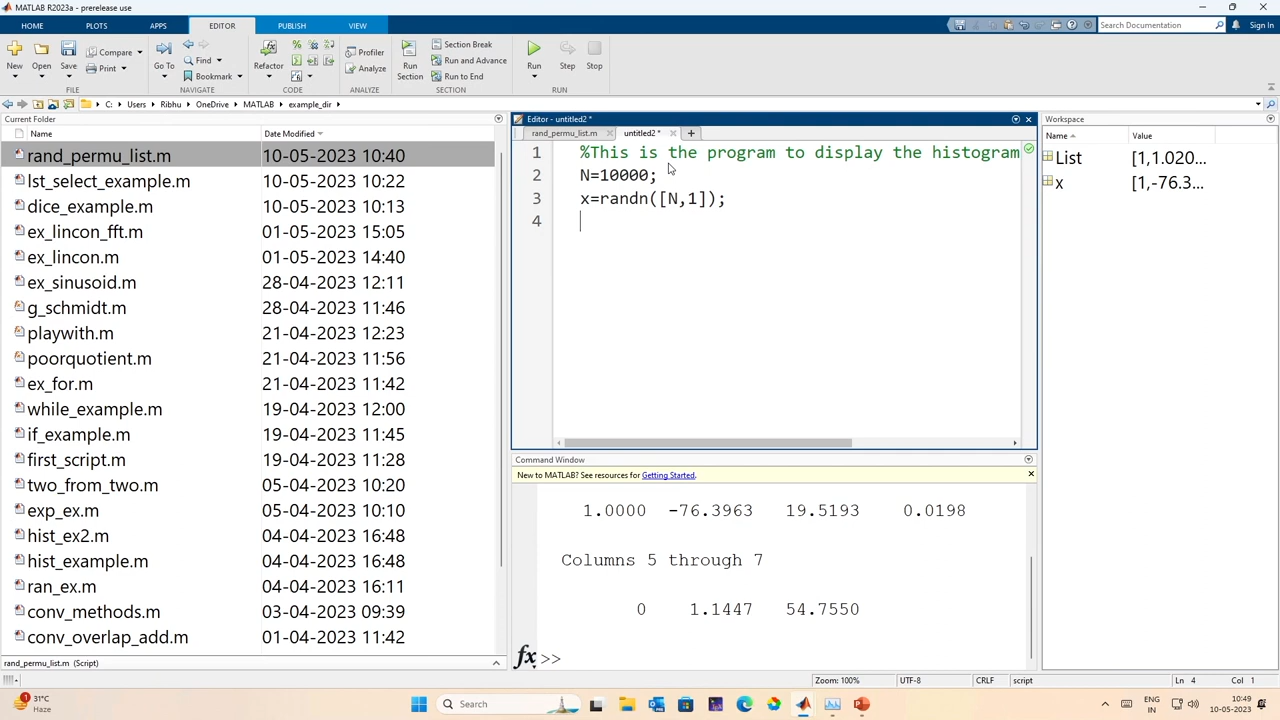 MATLAB R2023a - prerelease use
HOME PLOTS APPS EDITOR PUBLISH VIEW
Search Documentation Sign In
New Open Save Compare Print Go To Find Bookmark Refactor Profiler Analyze Run Section Section Break Run and Advance Run to End Run Step Stop
FILE NAVIGATE CODE ANALYZE SECTION RUN
C: Users Ribhu OneDrive MATLAB example_dir
Current Folder
Name Date Modified
rand_permu_list.m 10-05-2023 10:40
lst_select_example.m 10-05-2023 10:22
dice_example.m 10-05-2023 10:13
ex_lincon_fft.m 01-05-2023 15:05
ex_lincon.m 01-05-2023 14:40
ex_sinusoid.m 28-04-2023 12:11
g_schmidt.m 28-04-2023 11:46
playwith.m 21-04-2023 12:23
poorquotient.m 21-04-2023 11:56
ex_for.m 21-04-2023 11:42
while_example.m 19-04-2023 12:00
if_example.m 19-04-2023 11:45
first_script.m 19-04-2023 11:28
two_from_two.m 05-04-2023 10:20
exp_ex.m 05-04-2023 10:10
hist_ex2.m 04-04-2023 16:48
hist_example.m 04-04-2023 16:48
ran_ex.m 04-04-2023 16:11
conv_methods.m 03-04-2023 09:39
conv_overlap_add.m 01-04-2023 11:42
rand_permu_list.m (Script)
Editor - untitled2 *
rand_permu_list.m untitled2 *
1 %This is the program to display the histogram
2 N=10000;
3 x=randn([N,1]);
4
Command Window
New to MATLAB? See resources for Getting Started.
1.0000 -76.3963 19.5193 0.0198
Columns 5 through 7
0 1.1447 54.7550
fx >>
Workspace
Name Value
List [1,1.020...
x [1,-76.3...
Zoom: 100% UTF-8 CRLF script Ln 4 Col 1
31°C
Haze
Search
ENG
IN
10:49
10-05-2023